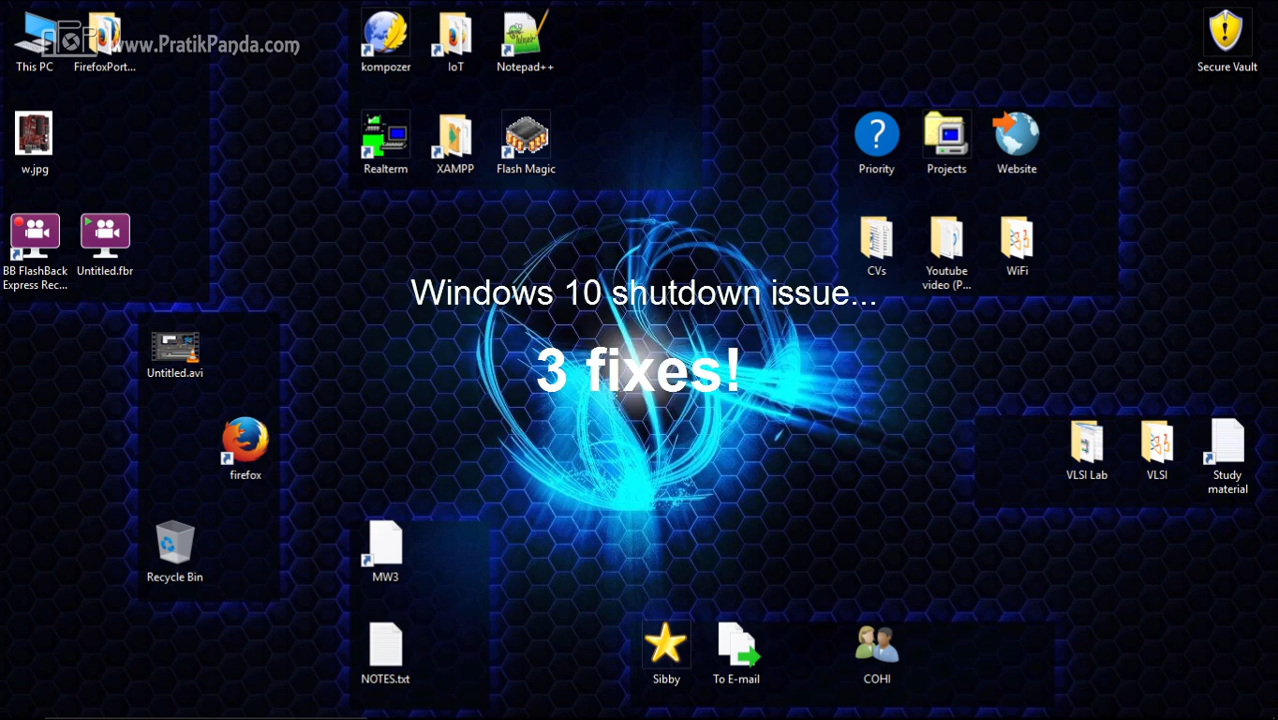 www.PratikPanda.com
This PC
FirefoxPort...
kompozer
IoT
Notepad++
Secure Vault
w.jpg
Realterm
XAMPP
Flash Magic
Priority
Projects
Website
BB FlashBack
Express Rec...
Untitled.fbr
CVs
Youtube
video (P...
WiFi
Windows 10 shutdown issue...
3 fixes!
Untitled.avi
firefox
VLSI Lab
VLSI
Study
material
Recycle Bin
MW3
NOTES.txt
Sibby
To E-mail
COHI